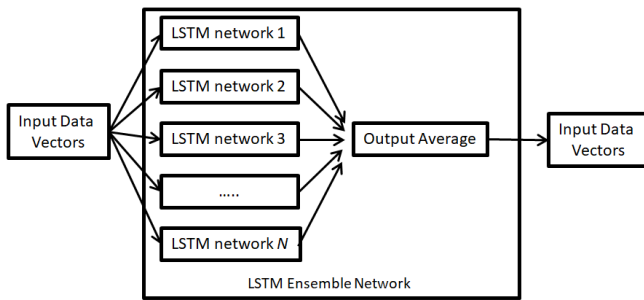 Input Data
Vectors
LSTM network 1
LSTM network 2
LSTM network 3
.....
LSTM network N
Output Average
Input Data
Vectors
LSTM Ensemble Network